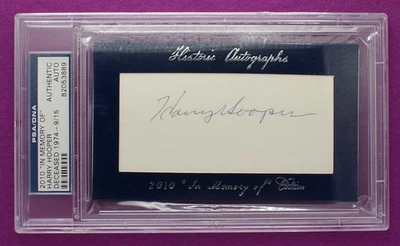 Historic Autographs
Harry Hooper
2010 "In Memory of" Edition
PSA/DNA
2010 "IN MEMORY OF"
HARRY HOOPER
DECEASED 1974 - 9/15
AUTHENTIC
AUTO
82053889